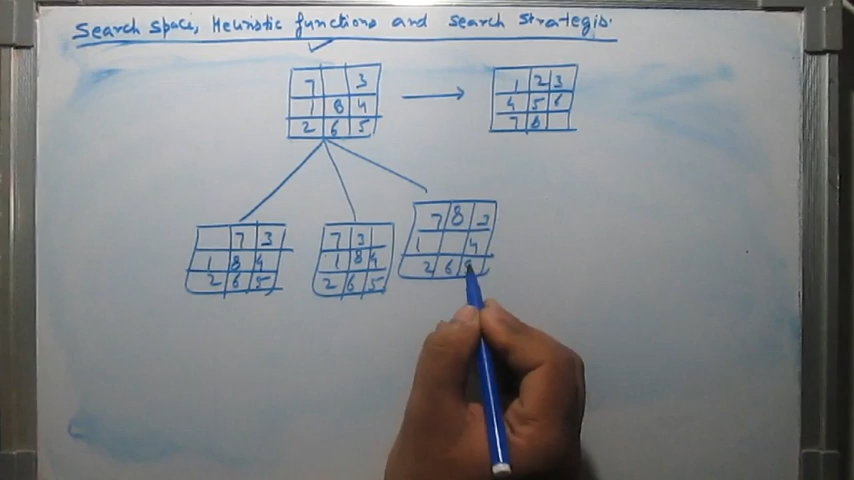 Search Space, Heuristic functions and search strategis.
7 3
1 8 4
2 6 5
1 2 3
4 5 6
7 8
7 3
1 8 4
2 6 5
7 3
1 8 4
2 6 5
7 8 3
1 4
2 6